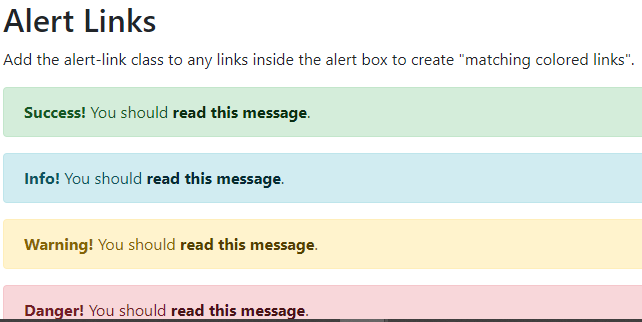 Alert Links
Add the alert-link class to any links inside the alert box to create "matching colored links".
Success! You should read this message.
Info! You should read this message.
Warning! You should read this message.
Danger! You should read this message.